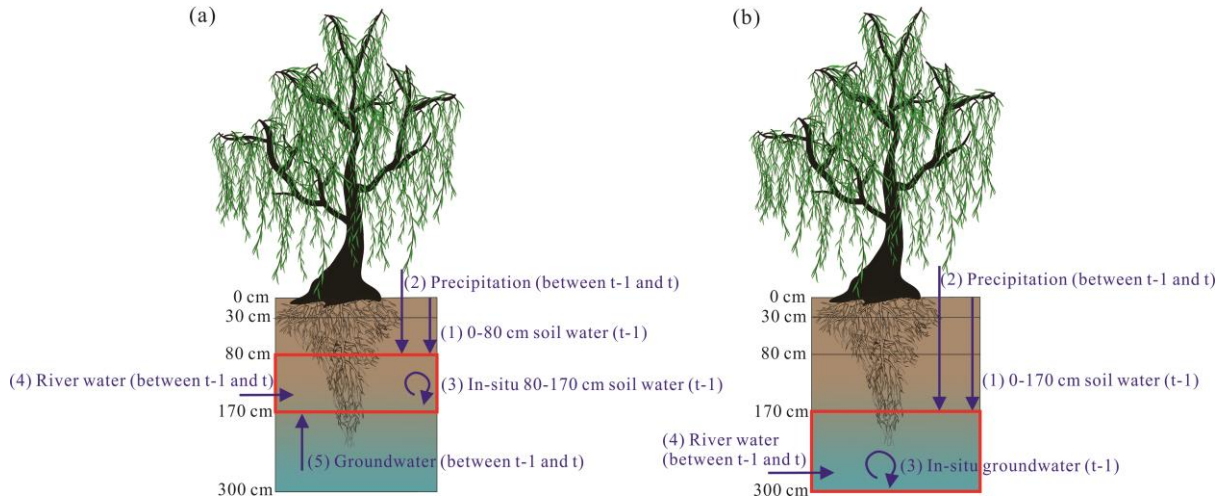 (a)
(2) Precipitation (between t-1 and t)
0 cm
30 cm
(1) 0-80 cm soil water (t-1)
80 cm
(4) River water (between t-1 and t)
(3) In-situ 80-170 cm soil water (t-1)
170 cm
(5) Groundwater (between t-1 and t)
300 cm
(b)
(2) Precipitation (between t-1 and t)
0 cm
30 cm
80 cm
(1) 0-170 cm soil water (t-1)
170 cm
(4) River water
(between t-1 and t)
(3) In-situ groundwater (t-1)
300 cm